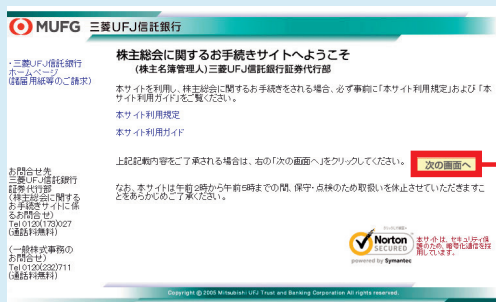 MUFG 三菱UFJ信託銀行
・三菱UFJ信託銀行
ホームページ
(諸届用紙等のご請求)
お問合せ先
三菱UFJ信託銀行
証券代行部
(株主総会に関する
お手続きサイトに係
るお問合せ)
Tel 0120(173)027
(通話料無料)
(一般株式事務の
お問合せ)
Tel 0120(232)711
(通話料無料)
株主総会に関するお手続きサイトへようこそ
(株主名簿管理人)三菱UFJ信託銀行証券代行部
本サイトを利用し、株主総会に関するお手続きをされる場合、必ず事前に「本サイト利用規定」および「本
サイト利用ガイド」をご覧ください。
本サイト利用規定
本サイト利用ガイド
上記記載内容をご了承される場合は、右の「次の画面へ」をクリックしてください。
次の画面へ
なお、本サイトは午前2時から午前5時までの間、保守・点検のため取扱いを休止させていただきますこ
とをあらかじめご了承ください。
Norton
SECURED
powered by Symantec
本サイトは、セキュリティ保
護のため、暗号化通信を採
用しています。
Copyright © 2005 Mitsubishi UFJ Trust and Banking Corporation All rights reserved.